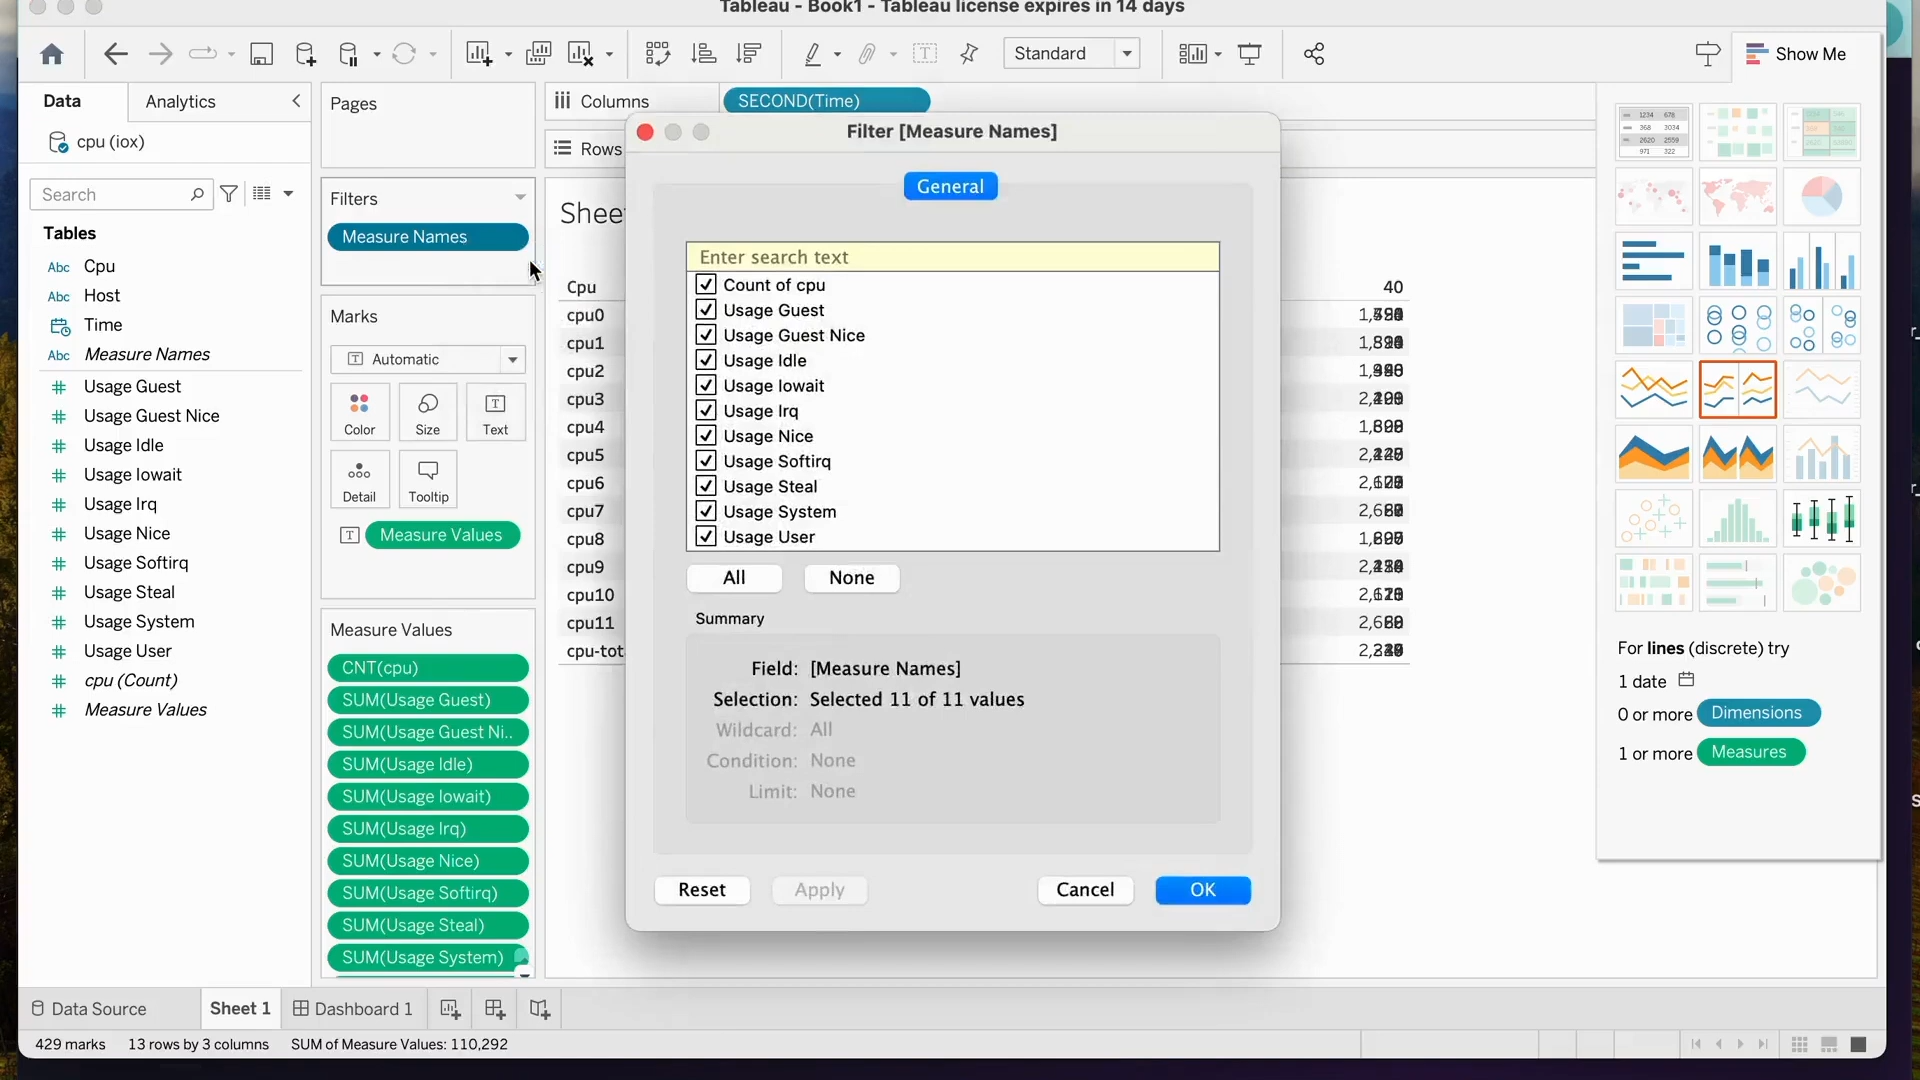 Tableau - Book1 - Tableau license expires in 14 days
Standard
Show Me
Data
Analytics
cpu (iox)
Search
Tables
Abc Cpu
Abc Host
Time
Abc Measure Names
# Usage Guest
# Usage Guest Nice
# Usage Idle
# Usage Iowait
# Usage Irq
# Usage Nice
# Usage Softirq
# Usage Steal
# Usage System
# Usage User
# cpu (Count)
# Measure Values
Pages
Filters
Measure Names
Marks
Automatic
Color
Size
Text
Detail
Tooltip
Measure Values
Measure Values
CNT(cpu)
SUM(Usage Guest)
SUM(Usage Guest Ni..
SUM(Usage Idle)
SUM(Usage Iowait)
SUM(Usage Irq)
SUM(Usage Nice)
SUM(Usage Softirq)
SUM(Usage Steal)
SUM(Usage System)
Columns
SECOND(Time)
Rows
Cpu
40
cpu0
cpu1
cpu2
cpu3
cpu4
cpu5
cpu6
cpu7
cpu8
cpu9
cpu10
cpu11
Filter [Measure Names]
General
Enter search text
Count of cpu
Usage Guest
Usage Guest Nice
Usage Idle
Usage Iowait
Usage Irq
Usage Nice
Usage Softirq
Usage Steal
Usage System
Usage User
All
None
Summary
Field: [Measure Names]
Selection: Selected 11 of 11 values
Wildcard: All
Condition: None
Limit: None
Reset
Apply
Cancel
OK
For lines (discrete) try
1 date
0 or more Dimensions
1 or more Measures
Data Source
Sheet 1
Dashboard 1
429 marks
13 rows by 3 columns
SUM of Measure Values: 110,292